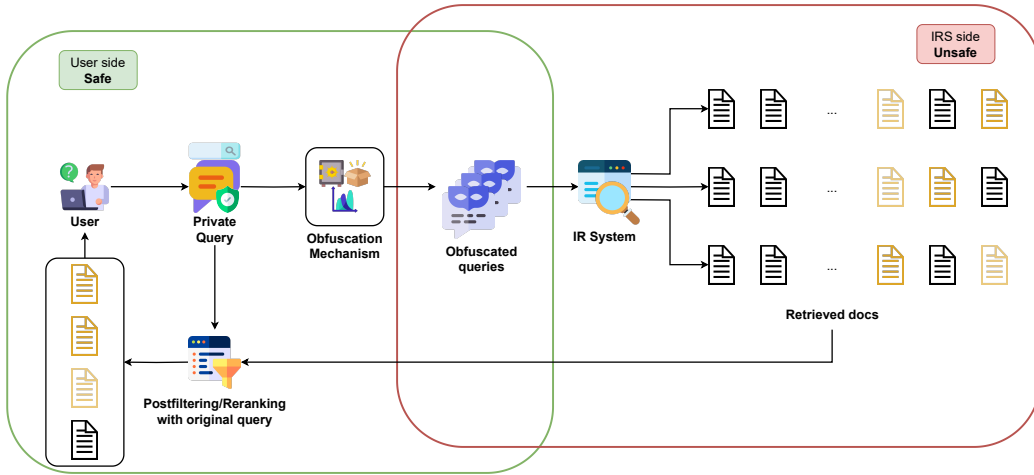 User side
Safe
IRS side
Unsafe
...
...
User
Private
Query
Obfuscation
Mechanism
Obfuscated
queries
IR System
...
Retrieved docs
Postfiltering/Reranking
with original query